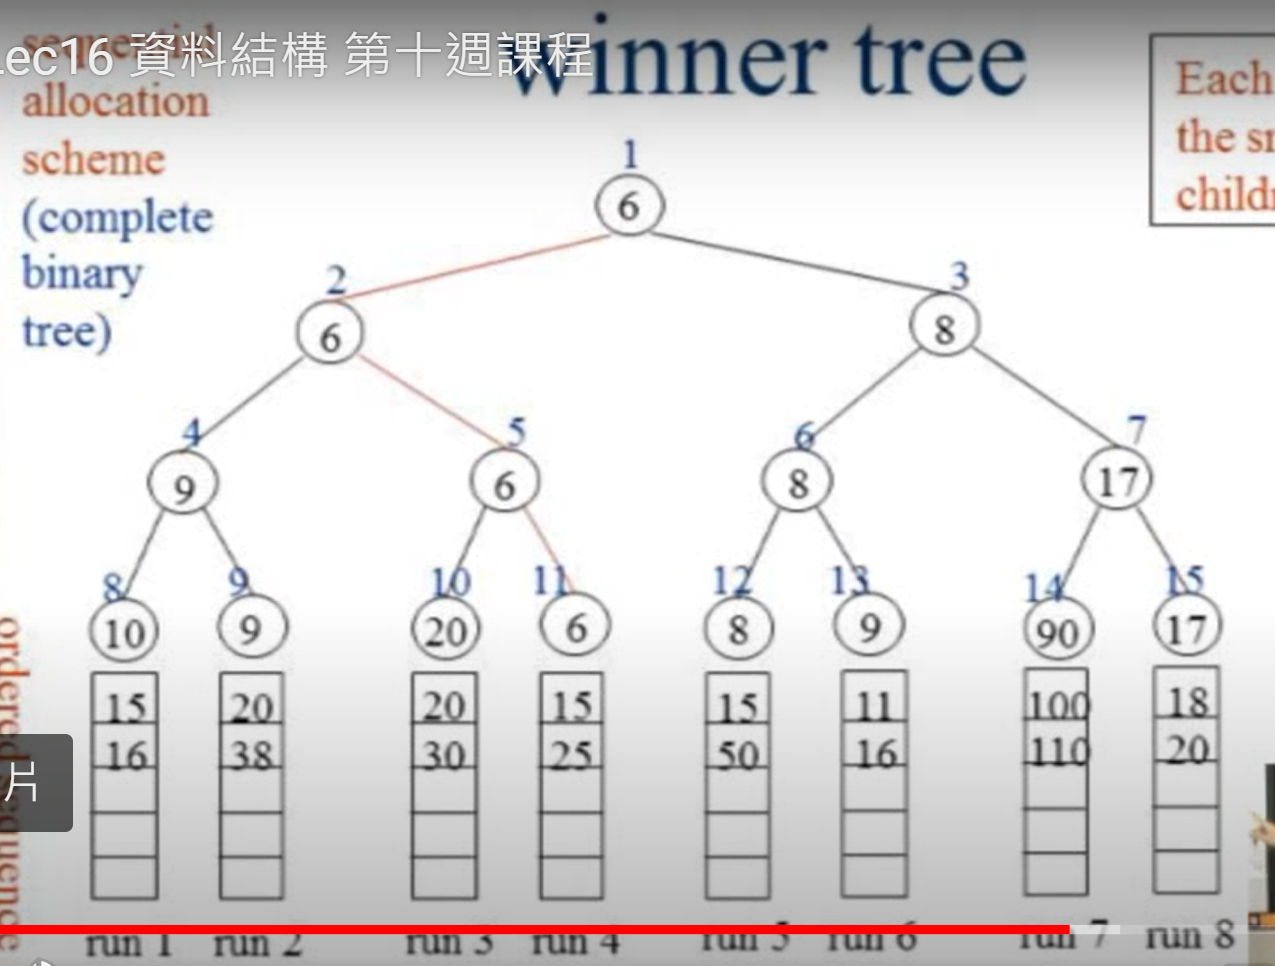 Lec16 資料結構 第十週課程
winner tree
sequential
allocation
scheme
(complete
binary
tree)
Each
the
child
1
6
2
3
6
8
4
5
6
7
9
6
8
17
8
9
10
11
12
13
14
15
10
9
20
6
8
9
90
17
15
20
20
15
15
11
100
18
16
38
30
25
50
16
110
20
片
ordered sequence
run 1
run 2
run 3
run 4
run 5
run 6
run 7
run 8